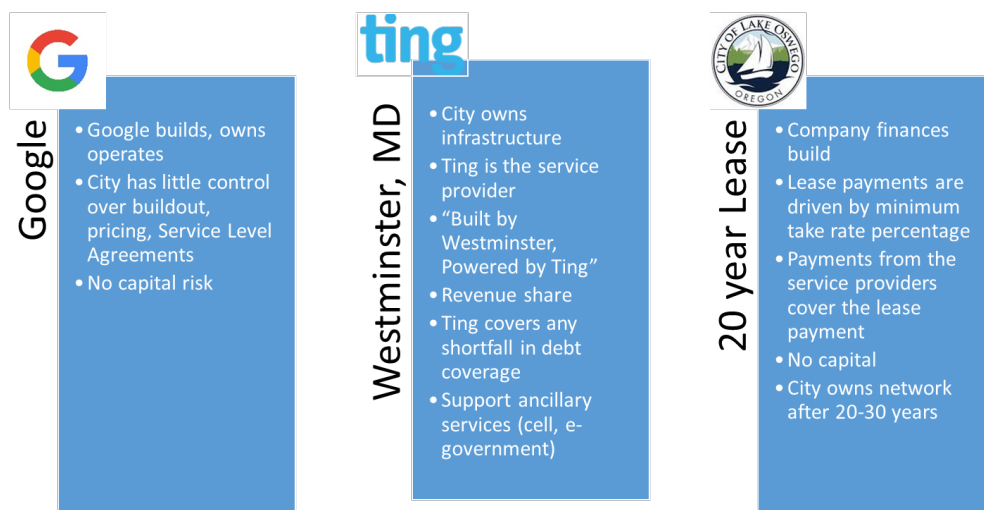 Google
• Google builds, owns
operates
• City has little control
over buildout,
pricing, Service Level
Agreements
• No capital risk
ting
Westminster, MD
• City owns
infrastructure
• Ting is the service
provider
• “Built by
Westminster,
Powered by Ting”
• Revenue share
• Ting covers any
shortfall in debt
coverage
• Support ancillary
services (cell, e-
government)
CITY OF LAKE OSWEGO
OREGON
20 year Lease
• Company finances
build
• Lease payments are
driven by minimum
take rate percentage
• Payments from the
service providers
cover the lease
payment
• No capital
• City owns network
after 20-30 years